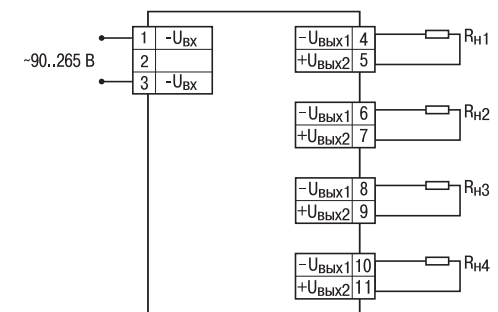 ~90..265 В
1 -Uвх
2
3 -Uвх
-Uвых1 4
+Uвых2 5
Rн1
-Uвых1 6
+Uвых2 7
Rн2
-Uвых1 8
+Uвых2 9
Rн3
-Uвых1 10
+Uвых2 11
Rн4